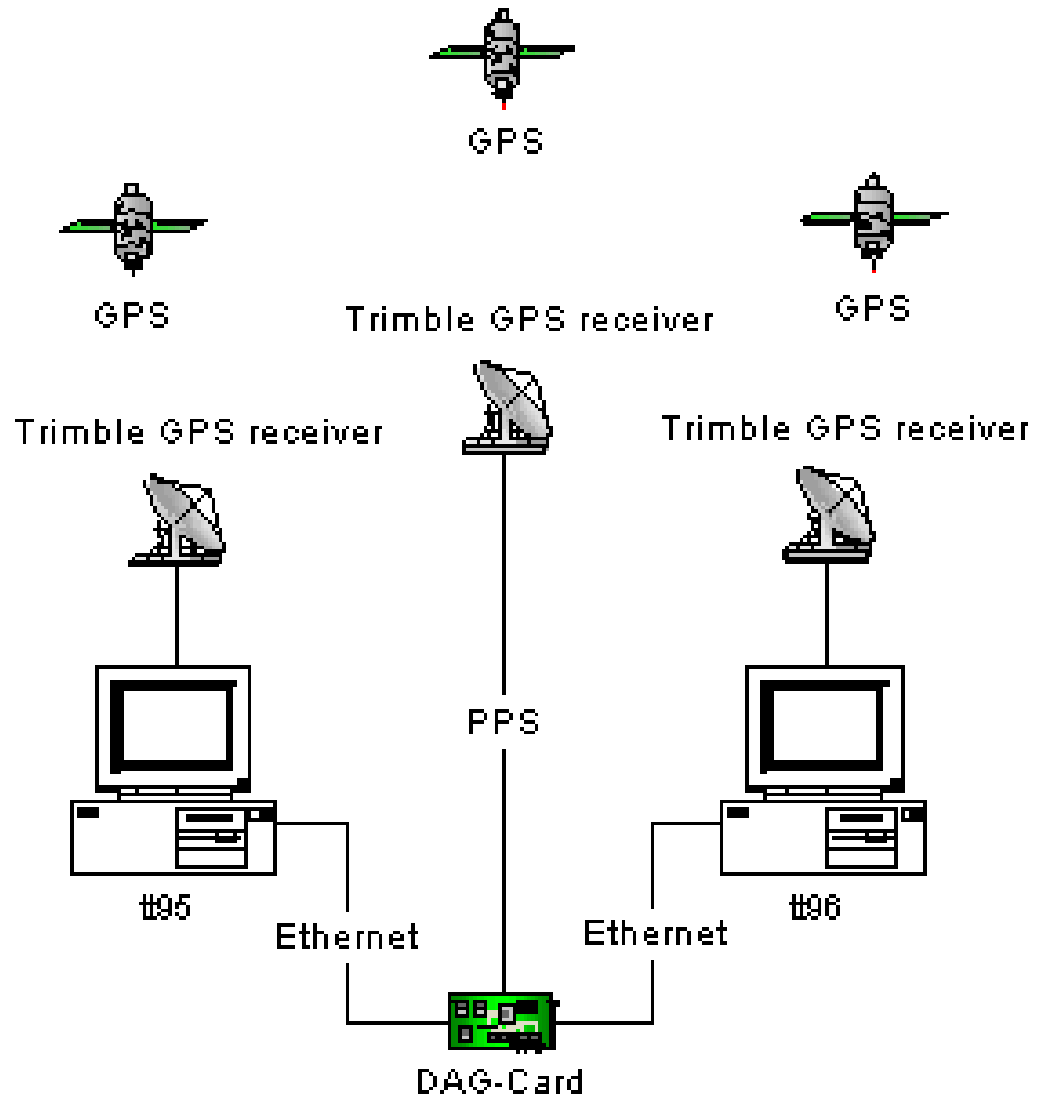 GPS
GPS
GPS
Trimble GPS receiver
Trimble GPS receiver
Trimble GPS receiver
PPS
tt95
tt96
Ethernet
Ethernet
DAG-Card